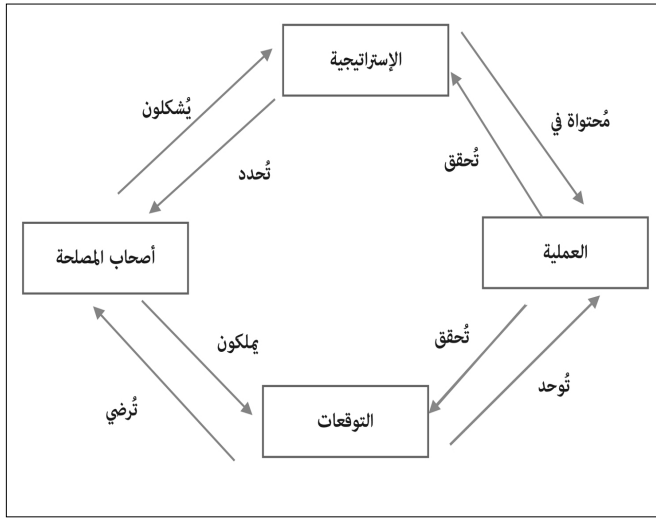 الإستراتيجية
يُشكلون
مُحتواة في
تُحقق
تُحدد
أصحاب المصلحة
العملية
تُحقق
يملكون
تُوحد
تُرضي
التوقعات